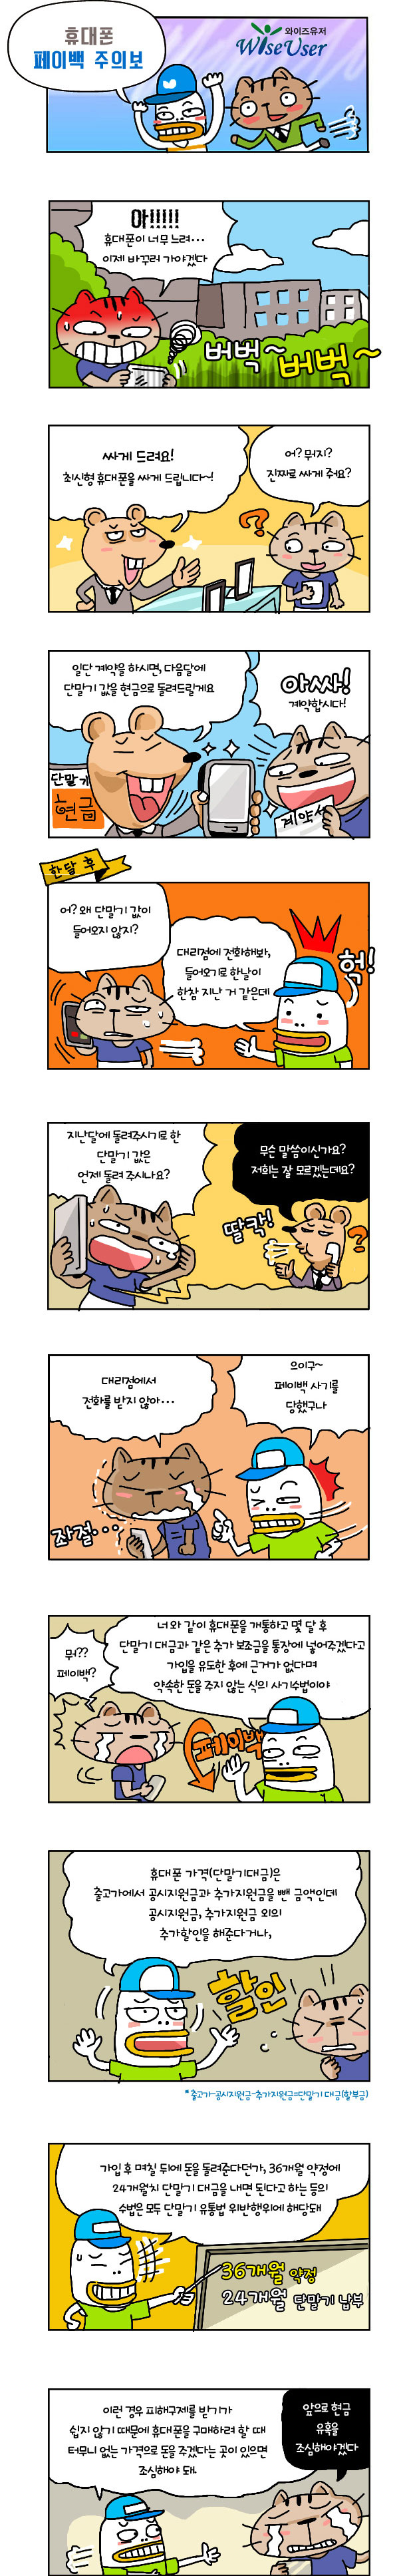 휴대폰
페이백 주의보
와이즈유저
WiseUser
아!!!!!
휴대폰이 너무 느려...
이제 바꾸러 가야겠다
버벅~버벅~
싸게 드려요!
최신형 휴대폰을 싸게 드립니다~!
어? 뭐지?
진짜로 싸게 줘요?
일단 계약을 하시면, 다음달에
단말기 값을 현금으로 돌려드릴게요
아싸!
계약합시다!
단말기
현금
계약서
한달 후
어? 왜 단말기 값이
들어오지 않지?
대리점에 전화해봐,
들어오기로 한날이
한참 지난 거 같은데
헉!
지난달에 돌려주시기로 한
단말기 값은
언제 돌려 주시나요?
무슨 말씀이신가요?
저희는 잘 모르겠는데요?
딸칵!
대리점에서
전화를 받지 않아...
으이구~
페이백 사기를
당했구나
좌절...
뭐??
페이백?
너와 같이 휴대폰을 개통하고 몇 달 후
단말기 대금과 같은 추가 보조금을 통장에 넣어주겠다고
가입을 유도한 후에 근거가 없다며
약속한 돈을 주지 않는 식의 사기수법이야
페이백
휴대폰 가격(단말기대금)은
출고가에서 공시지원금과 추가지원금을 뺀 금액인데
공시지원금, 추가지원금 외의
추가할인을 해준다거나,
할인
*출고가-공시지원금-추가지원금=단말기 대금(할부금)
가입 후 며칠 뒤에 돈을 돌려준다던가, 36개월 약정에
24개월치 단말기 대금을 내면 된다고 하는 등의
수법은 모두 단말기 유통법 위반행위에 해당돼
36개월 약정
24개월 단말기 납부
이런 경우 피해구제를 받기가
쉽지 않기 때문에 휴대폰을 구매하려 할 때
터무니 없는 가격으로 돈을 주겠다는 곳이 있으면
조심해야 돼.
앞으로 현금
유혹을
조심해야겠다